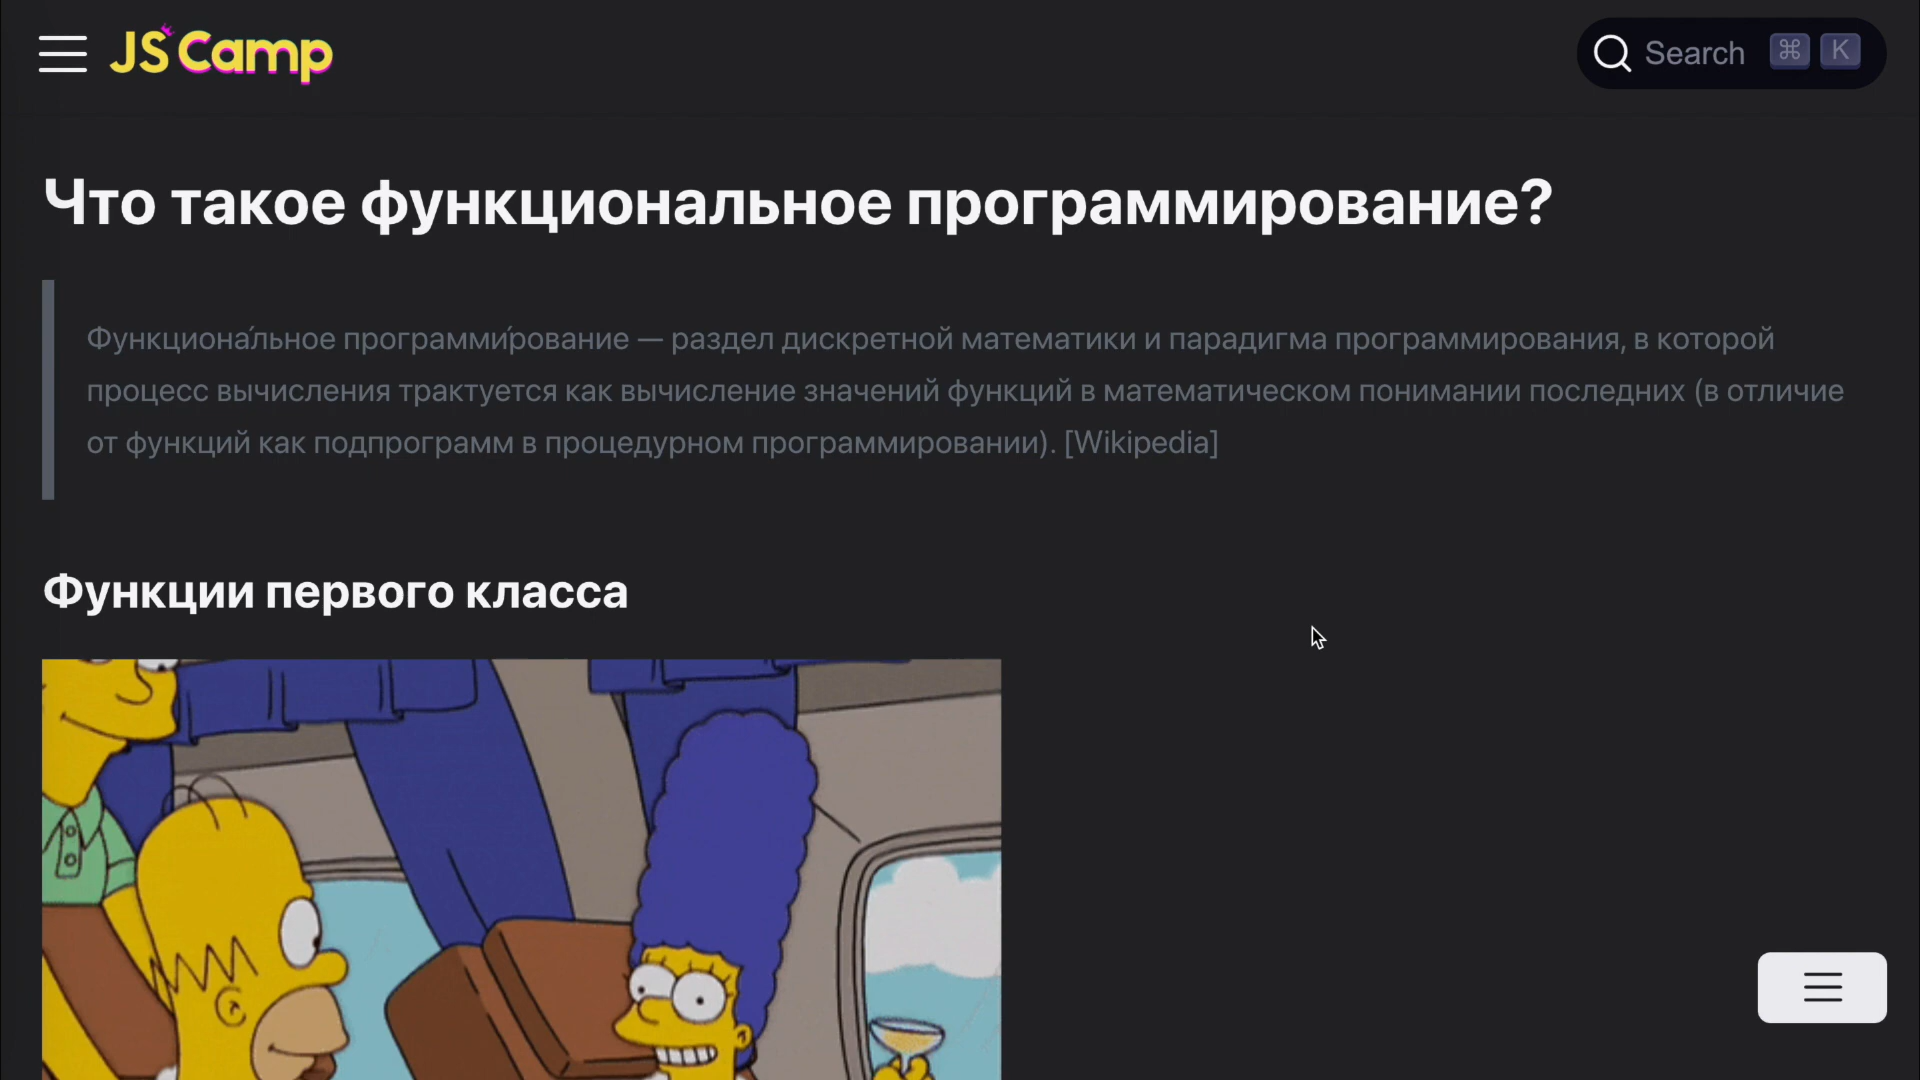 JS Camp
Search ⌘ K
Что такое функциональное программирование?
Функциона́льное программи́рование — раздел дискретной математики и парадигма программирования, в которой
процесс вычисления трактуется как вычисление значений функций в математическом понимании последних (в отличие
от функций как подпрограмм в процедурном программировании). [Wikipedia]
Функции первого класса